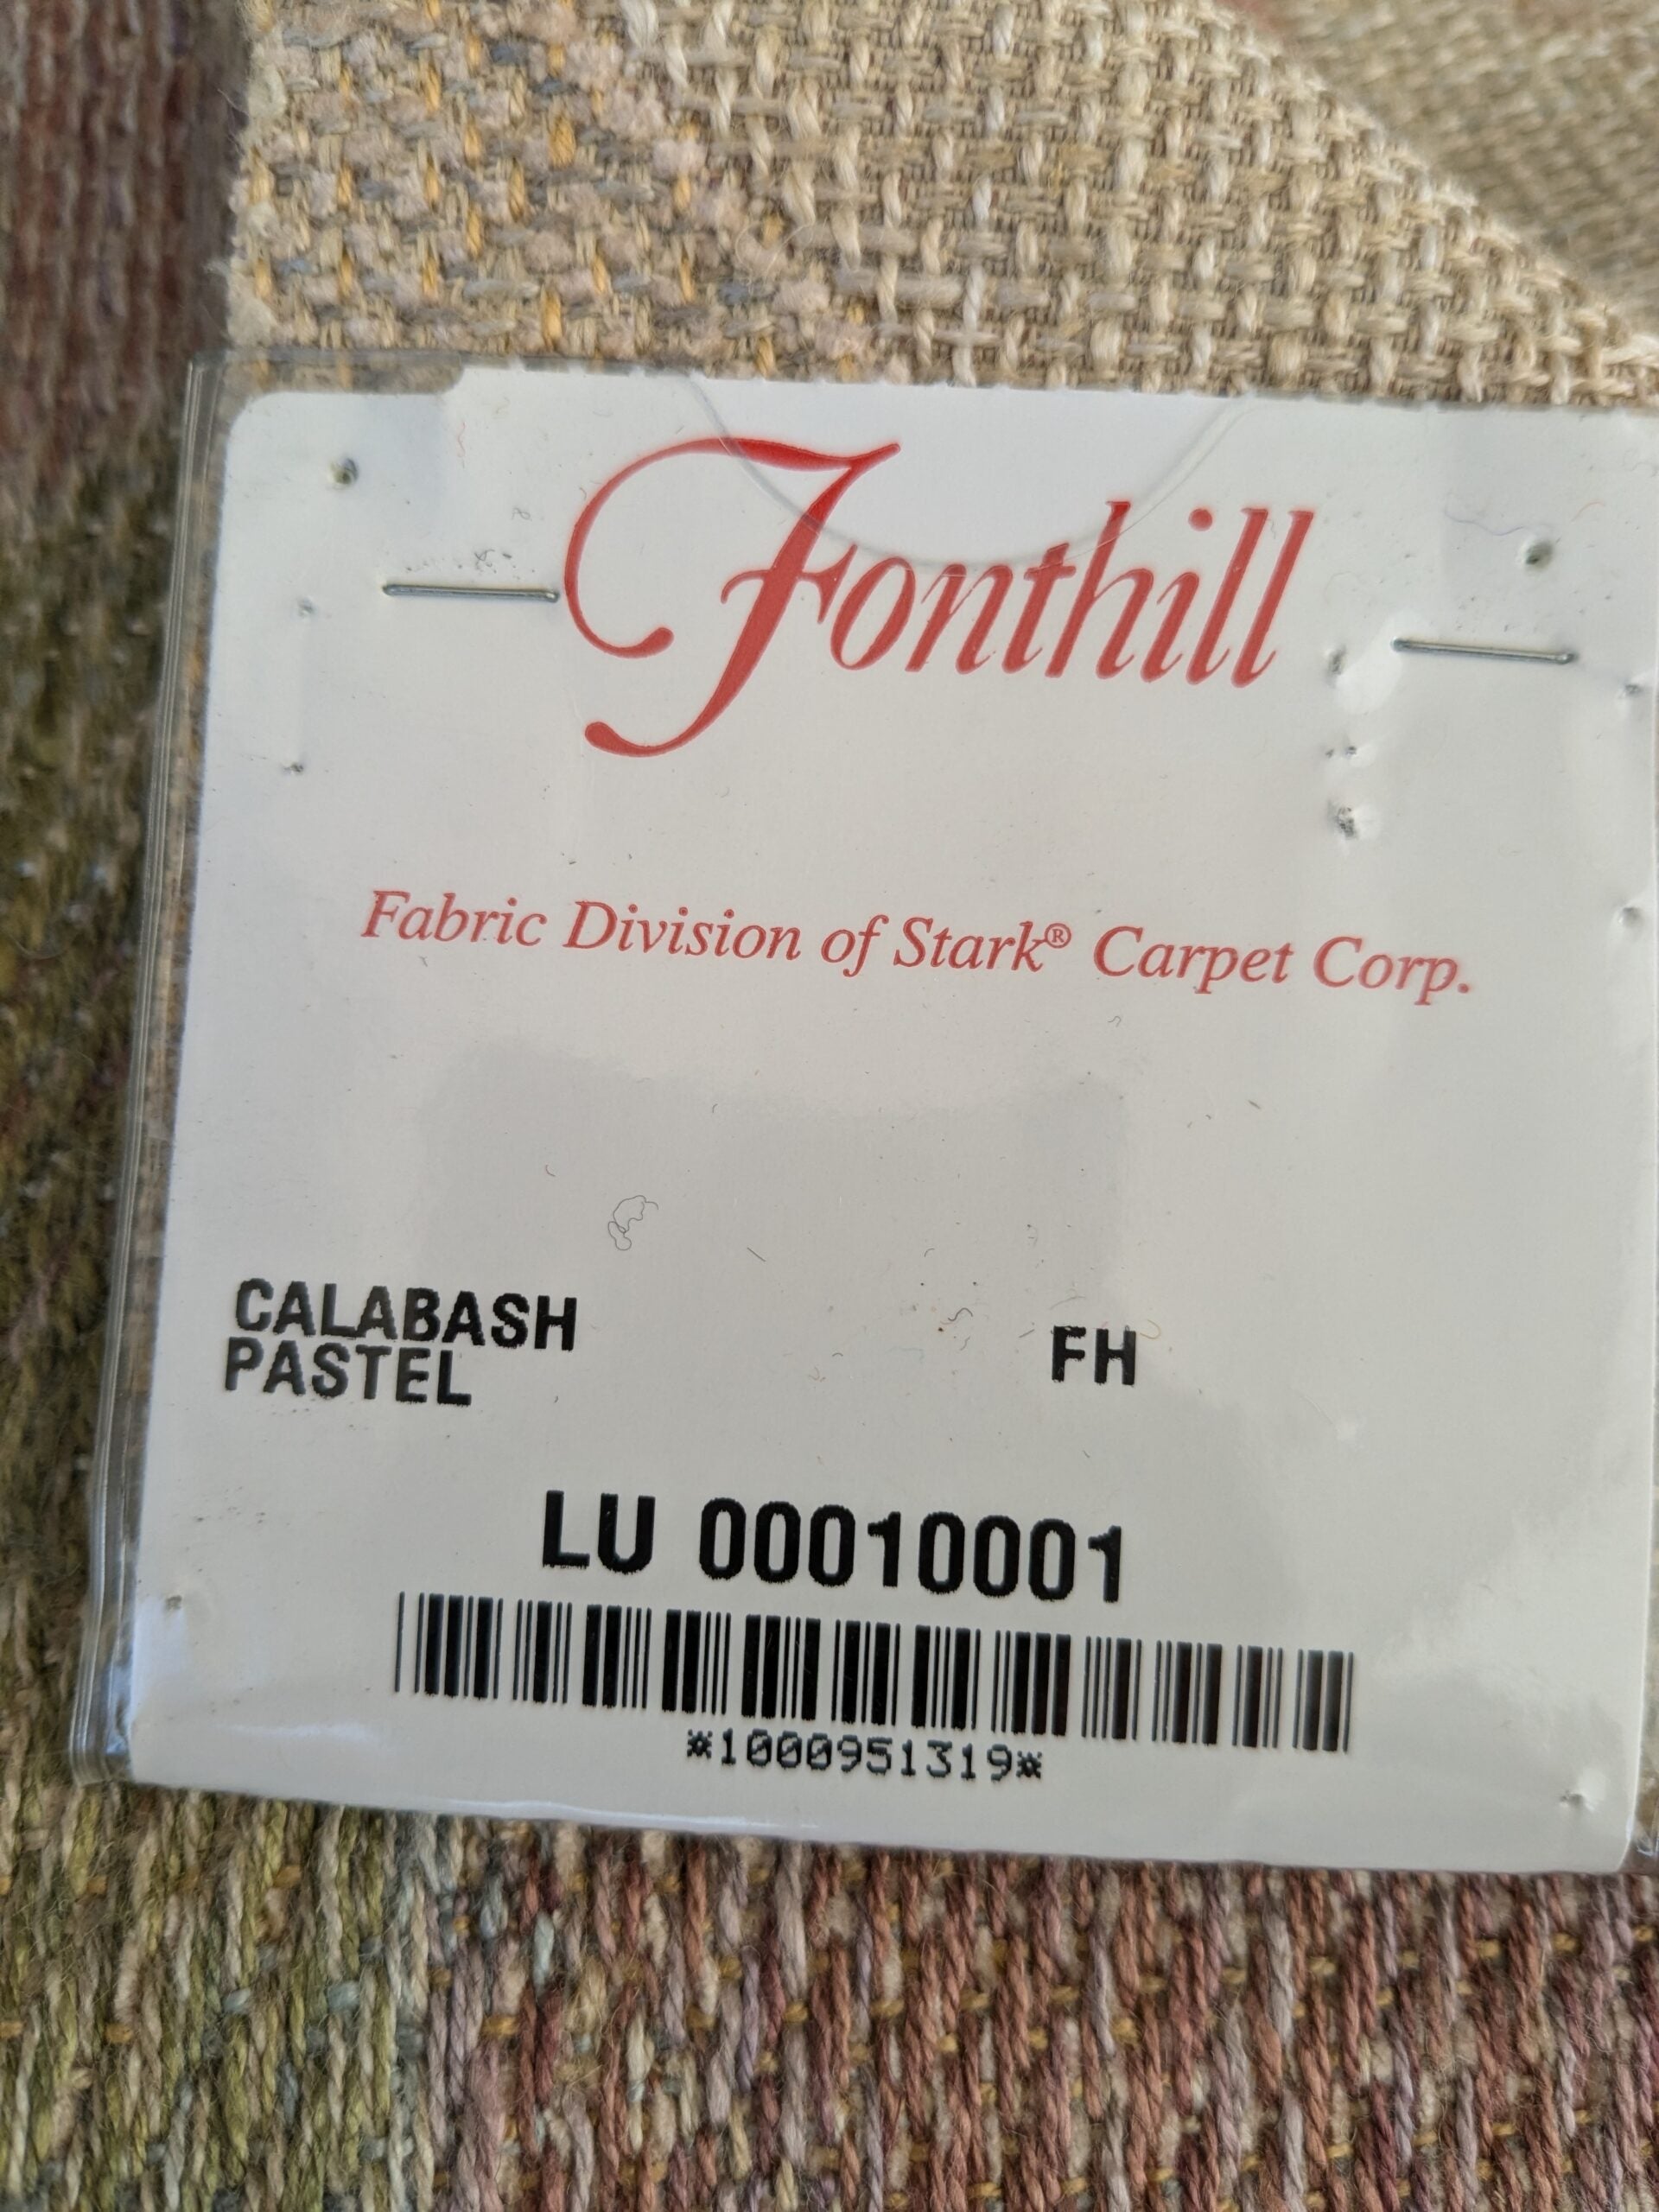 Fonthill
Fabric Division of Stark® Carpet Corp.
CALABASH
PASTEL
FH
LU 00010001
*1000951319*